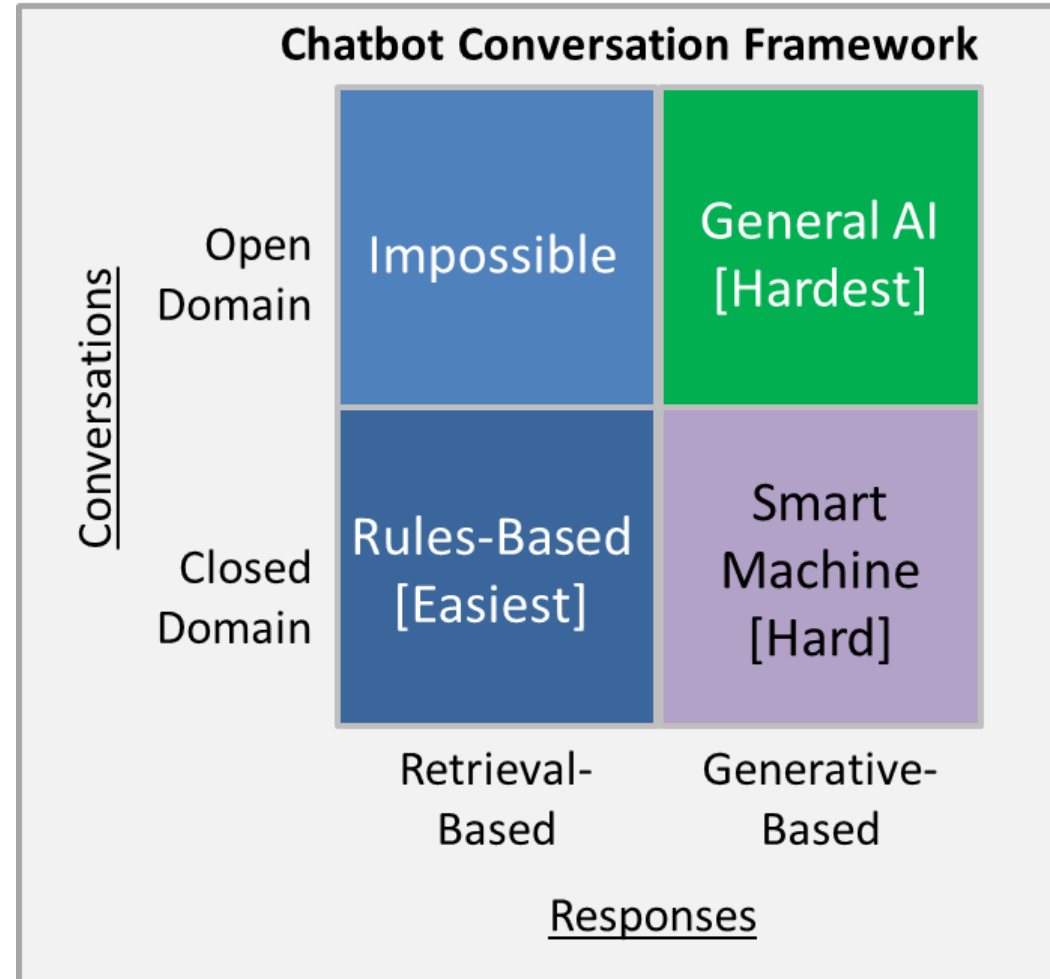 Chatbot Conversation Framework
Conversations
Open
Domain
Impossible
General AI
[Hardest]
Closed
Domain
Rules-Based
[Easiest]
Smart
Machine
[Hard]
Retrieval-
Based
Generative-
Based
Responses